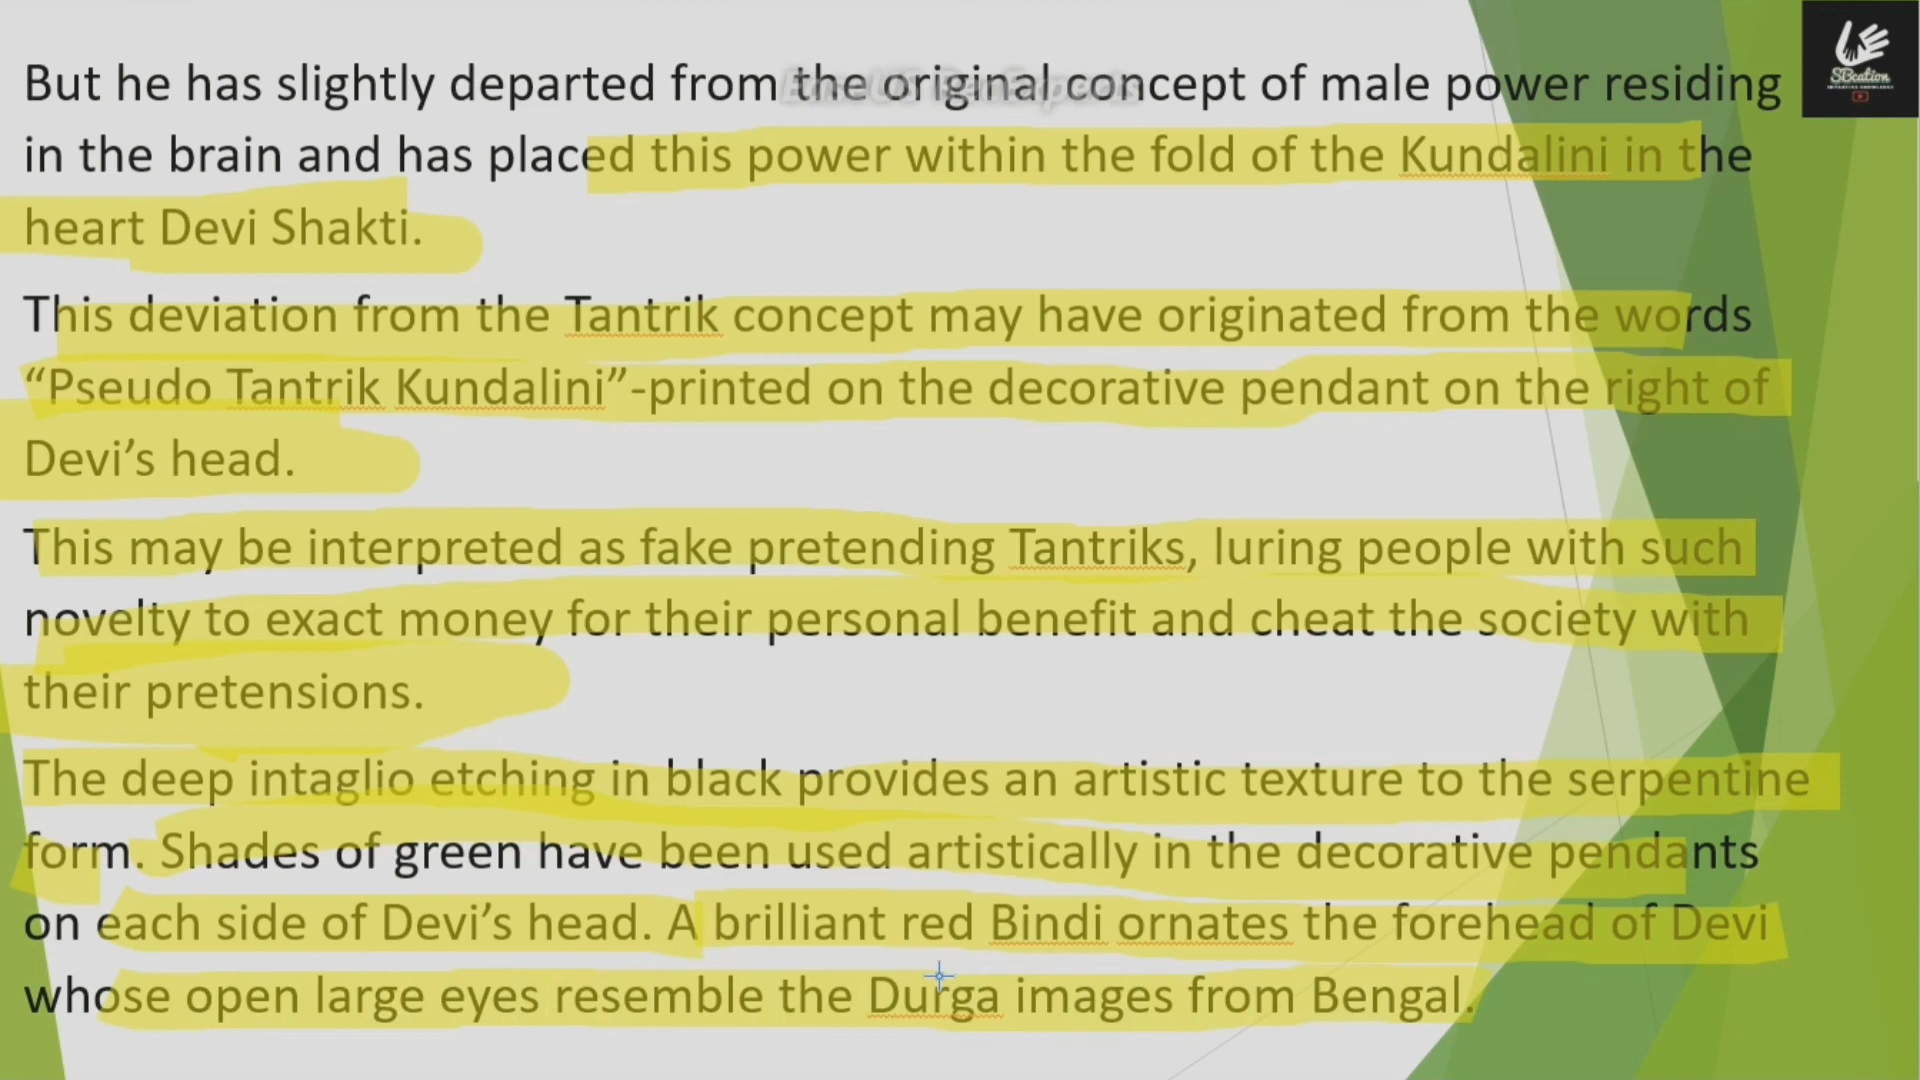 But he has slightly departed from the original concept of male power residing
in the brain and has placed this power within the fold of the Kundalini in the
heart Devi Shakti.
This deviation from the Tantrik concept may have originated from the words
“Pseudo Tantrik Kundalini”-printed on the decorative pendant on the right of
Devi’s head.
This may be interpreted as fake pretending Tantriks, luring people with such
novelty to exact money for their personal benefit and cheat the society with
their pretensions.
The deep intaglio etching in black provides an artistic texture to the serpentine
form. Shades of green have been used artistically in the decorative pendants
on each side of Devi’s head. A brilliant red Bindi ornates the forehead of Devi
whose open large eyes resemble the Durga images from Bengal.
SBcation